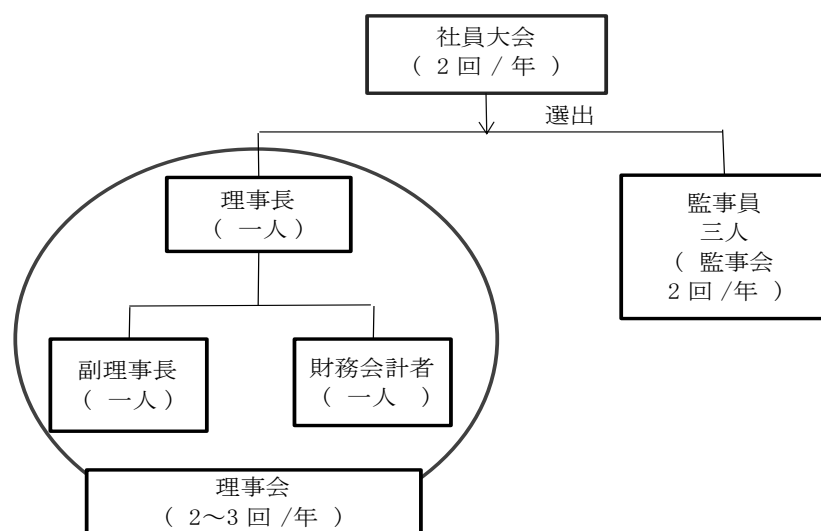 社員大会
( 2回/年 )
選出
理事長
( 一人)
監事員
三人
( 監事会
2回/年 )
副理事長
( 一人)
財務会計者
( 一人 )
理事会
( 2～3回/年)